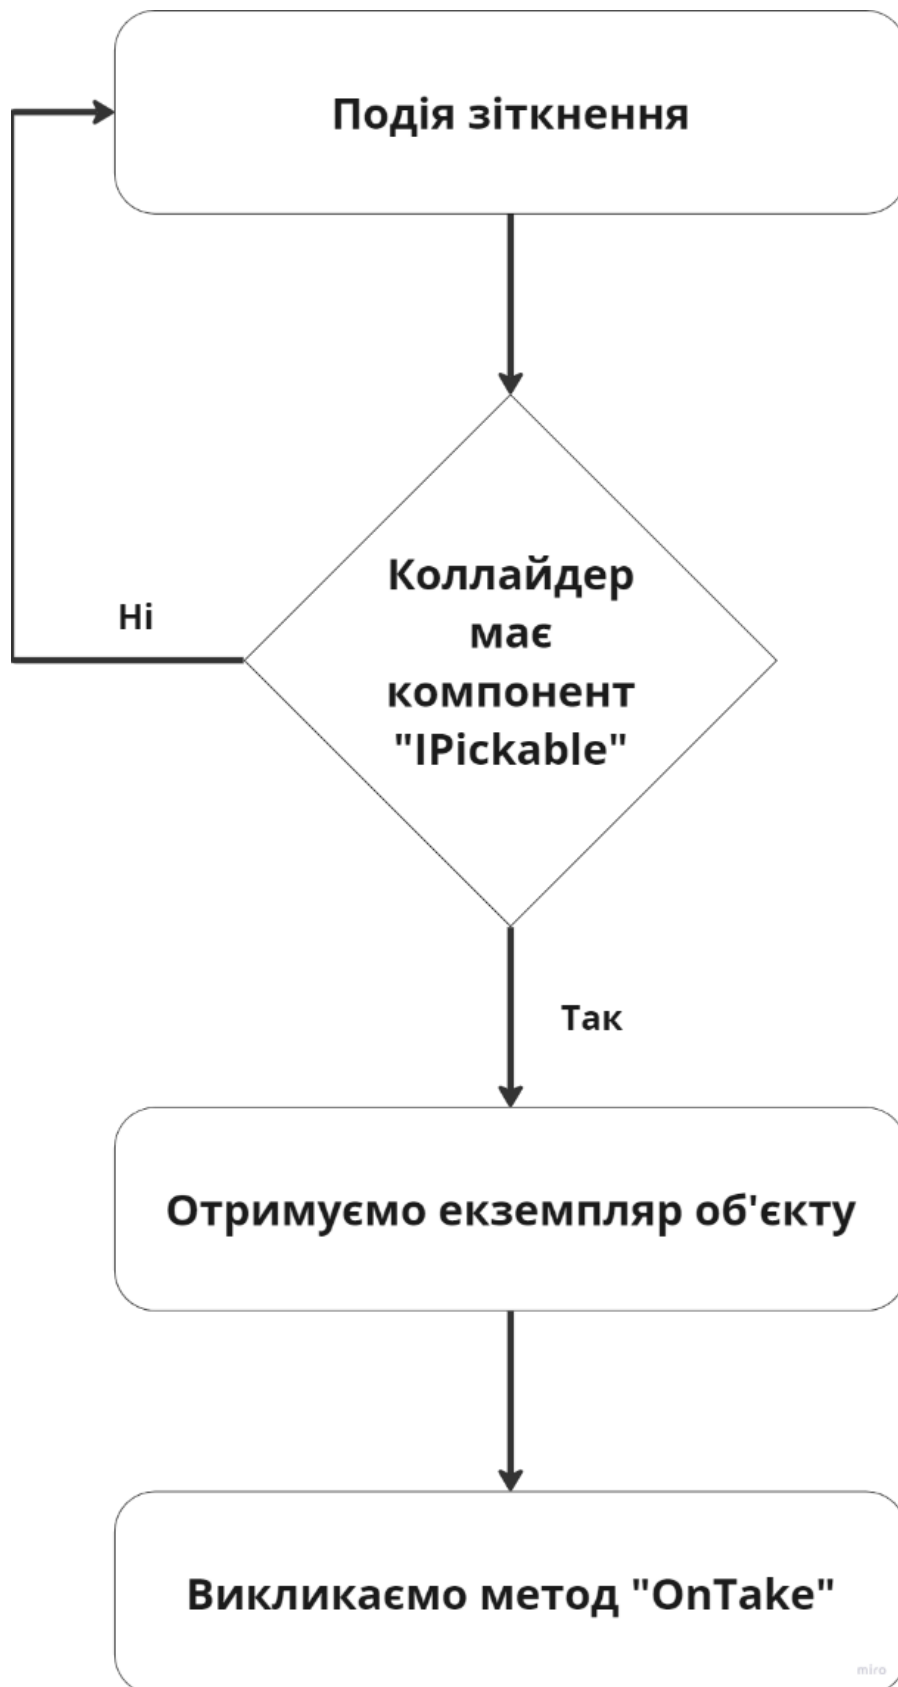 Подія зіткнення
Коллайдер
має
компонент
"IPickable"
Ні
Так
Отримуємо екземпляр об'єкту
Викликаємо метод "OnTake"
miro